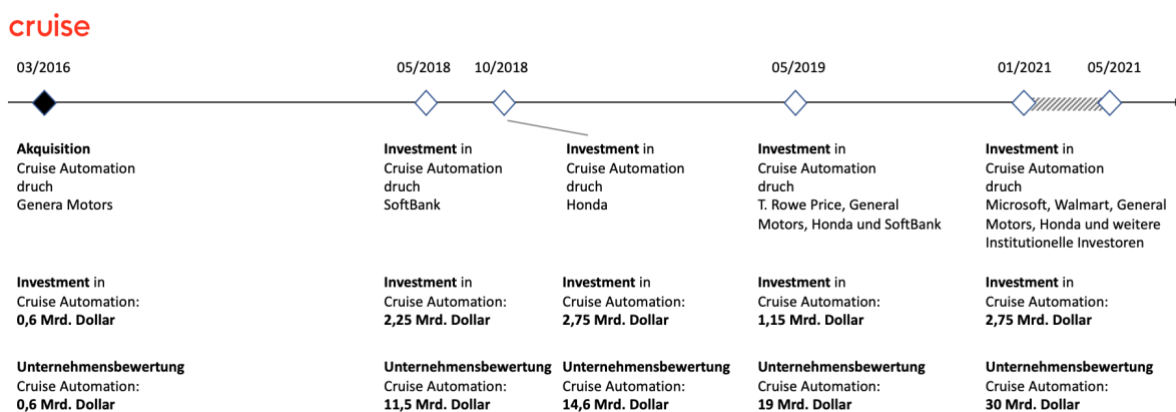 cruise
03/2016
05/2018
10/2018
05/2019
01/2021
05/2021
Akquisition
Cruise Automation
druch
Genera Motors
Investment in
Cruise Automation
druch
SoftBank
Investment in
Cruise Automation
druch
Honda
Investment in
Cruise Automation
druch
T. Rowe Price, General
Motors, Honda und SoftBank
Investment in
Cruise Automation
druch
Microsoft, Walmart, General
Motors, Honda und weitere
Institutionelle Investoren
Investment in
Cruise Automation:
0,6 Mrd. Dollar
Investment in
Cruise Automation:
2,25 Mrd. Dollar
Investment in
Cruise Automation:
2,75 Mrd. Dollar
Investment in
Cruise Automation:
1,15 Mrd. Dollar
Investment in
Cruise Automation:
2,75 Mrd. Dollar
Unternehmensbewertung
Cruise Automation:
0,6 Mrd. Dollar
Unternehmensbewertung
Cruise Automation:
11,5 Mrd. Dollar
Unternehmensbewertung
Cruise Automation:
14,6 Mrd. Dollar
Unternehmensbewertung
Cruise Automation:
19 Mrd. Dollar
Unternehmensbewertung
Cruise Automation:
30 Mrd. Dollar